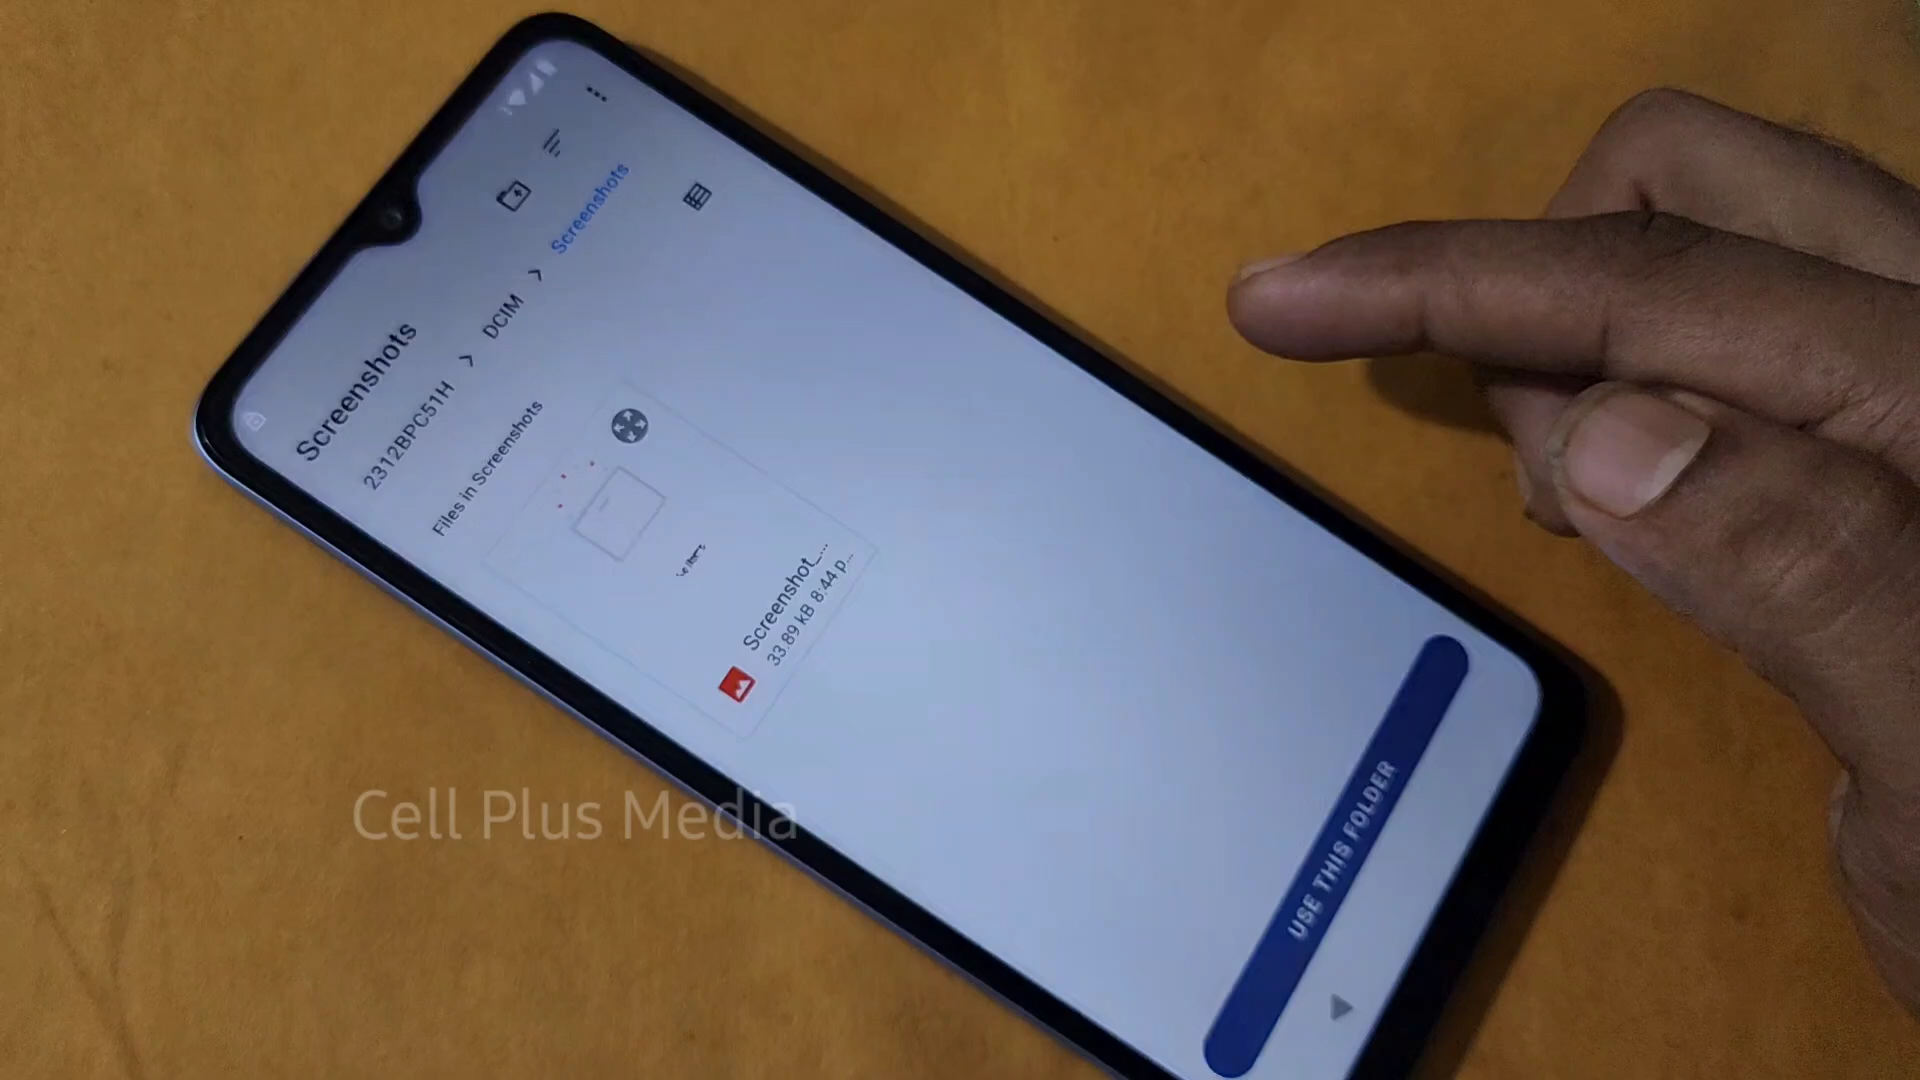 Screenshots
2312BPC51H > DCIM > Screenshots
Files in Screenshots
Screenshot_...
33.89 kB 8:44 p...
USE THIS FOLDER
Cell Plus Media